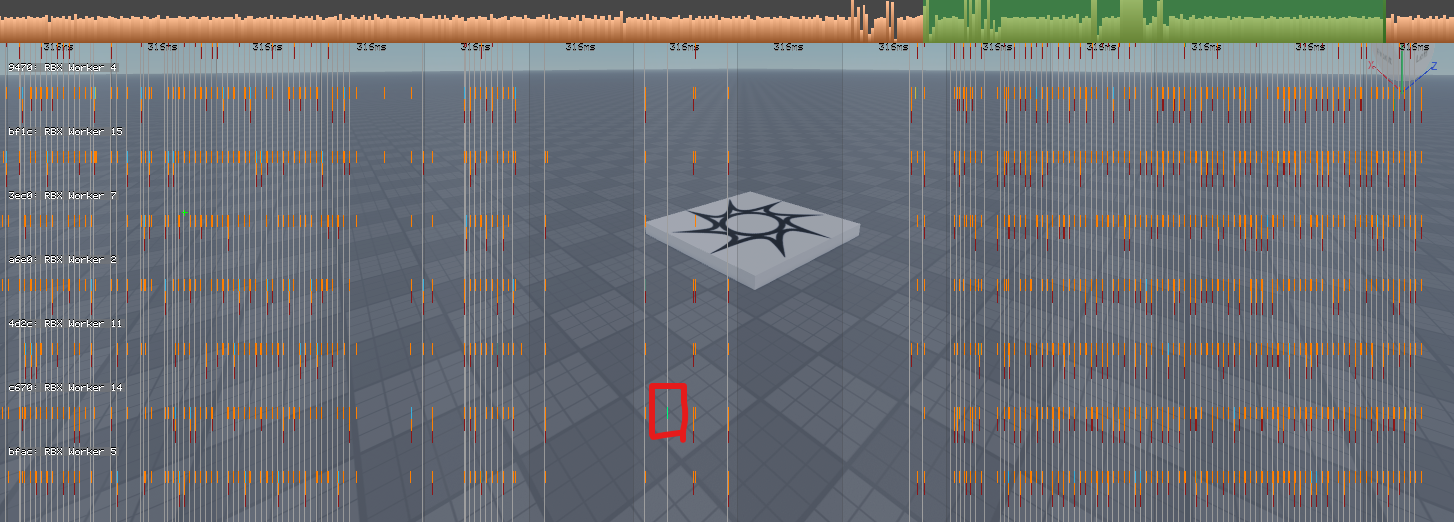 316ms 316ms 316ms 316ms 316ms 316ms 316ms 316ms 316ms 316ms 316ms 316ms 316ms 316ms
9470: RBX Worker 4
X Z
bf1c: RBX Worker 15
3ec0: RBX Worker 7
a6e0: RBX Worker 2
4d2c: RBX Worker 11
c670: RBX Worker 14
bfac: RBX Worker 5